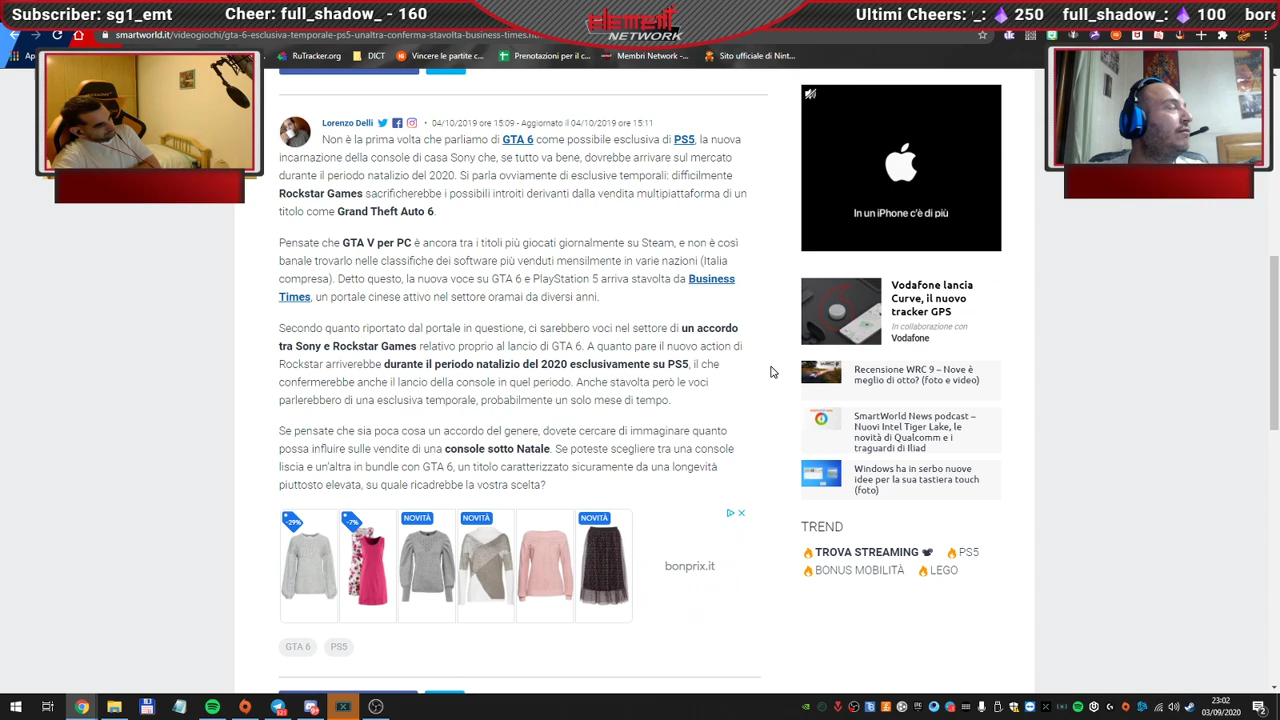 Subscriber: sg1_emt
Cheer: full_shadow_ - 160
element
NETWORK
Ultimi Cheers: _: 250 full_shadow_: 100 bore
smartworld.it/videogiochi/gta-6-esclusiva-temporale-ps5-unaltra-conferma-stavolta-business-times.
RuTracker.org
DICT
Vincere le partite c...
Prenotazioni per il c...
Membri Network -...
Sito ufficiale di Nint...
Lorenzo Delli • 04/10/2019 ore 15:09 - Aggiornato il 04/10/2019 ore 15:11
Non è la prima volta che parliamo di GTA 6 come possibile esclusiva di PS5, la nuova
incarnazione della console di casa Sony che, se tutto va bene, dovrebbe arrivare sul mercato
durante il periodo natalizio del 2020. Si parla ovviamente di esclusive temporali: difficilmente
Rockstar Games sacrificherebbe i possibili introiti derivanti dalla vendita multipiattaforma di un
titolo come Grand Theft Auto 6.
Pensate che GTA V per PC è ancora tra i titoli più giocati giornalmente su Steam, e non è così
banale trovarlo nelle classifiche dei software più venduti mensilmente in varie nazioni (Italia
compresa). Detto questo, la nuova voce su GTA 6 e PlayStation 5 arriva stavolta da Business
Times, un portale cinese attivo nel settore oramai da diversi anni.
Secondo quanto riportato dal portale in questione, ci sarebbero voci nel settore di un accordo
tra Sony e Rockstar Games relativo proprio al lancio di GTA 6. A quanto pare il nuovo action di
Rockstar arriverebbe durante il periodo natalizio del 2020 esclusivamente su PS5, il che
confermerebbe anche il lancio della console in quel periodo. Anche stavolta però le voci
parlerebbero di una esclusiva temporale, probabilmente un solo mese di tempo.
Se pensate che sia poca cosa un accordo del genere, dovete cercare di immaginare quanto
possa influire sulle vendite di una console sotto Natale. Se poteste scegliere tra una console
liscia e un'altra in bundle con GTA 6, un titolo caratterizzato sicuramente da una longevità
piuttosto elevata, su quale ricadrebbe la vostra scelta?
-29%
-7%
NOVITÀ
NOVITÀ
NOVITÀ
bonprix.it
GTA 6
PS5
In un iPhone c'è di più
Vodafone lancia
Curve, il nuovo
tracker GPS
In collaborazione con
Vodafone
Recensione WRC 9 – Nove è
meglio di otto? (foto e video)
SmartWorld News podcast –
Nuovi Intel Tiger Lake, le
novità di Qualcomm e i
traguardi di Iliad
Windows ha in serbo nuove
idee per la sua tastiera touch
(foto)
TREND
TROVA STREAMING
PS5
BONUS MOBILITÀ
LEGO
23:02
03/09/2020